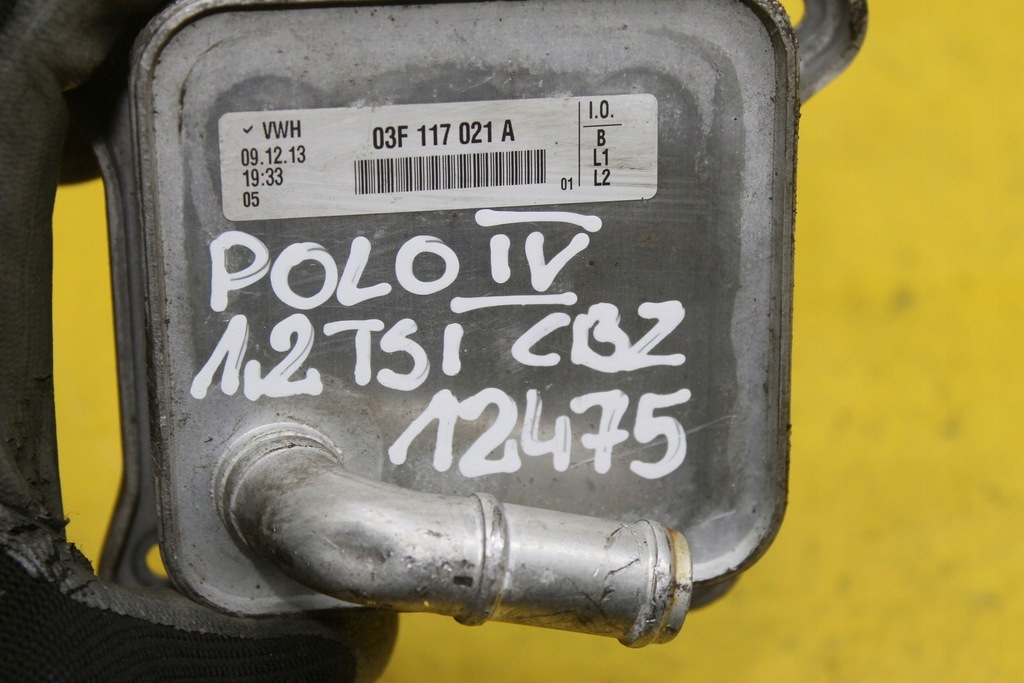 ✓ VWH
09.12.13
19:33
05
03F 117 021 A
01
I.O.
B
L1
L2
POLO IV
1.2 TSI CBZ
12475